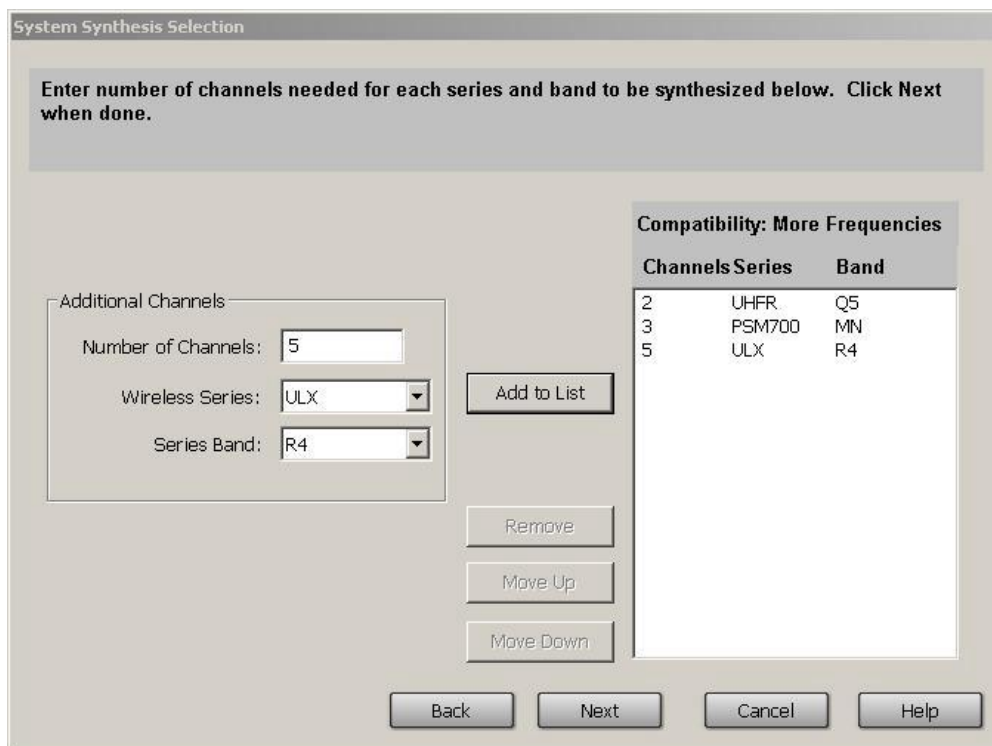 System Synthesis Selection
Enter number of channels needed for each series and band to be synthesized below. Click Next
when done.
Compatibility: More Frequencies
Channels Series Band
2 UHFR Q5
3 PSM700 MN
5 ULX R4
Additional Channels
Number of Channels: 5
Wireless Series: ULX
Series Band: R4
Add to List
Remove
Move Up
Move Down
Back Next Cancel Help